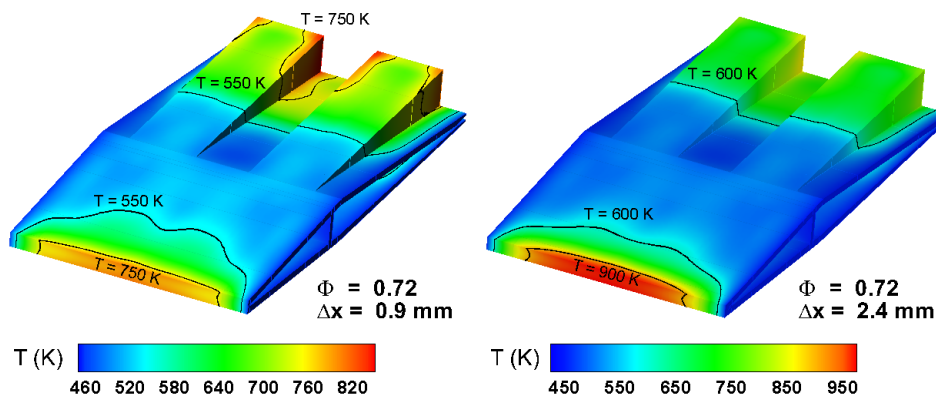 T = 750 K
T = 550 K
T = 550 K
T = 750 K
Φ = 0.72
Δx = 0.9 mm
T (K)
460 520 580 640 700 760 820
T = 600 K
T = 600 K
T = 900 K
Φ = 0.72
Δx = 2.4 mm
T (K)
450 550 650 750 850 950